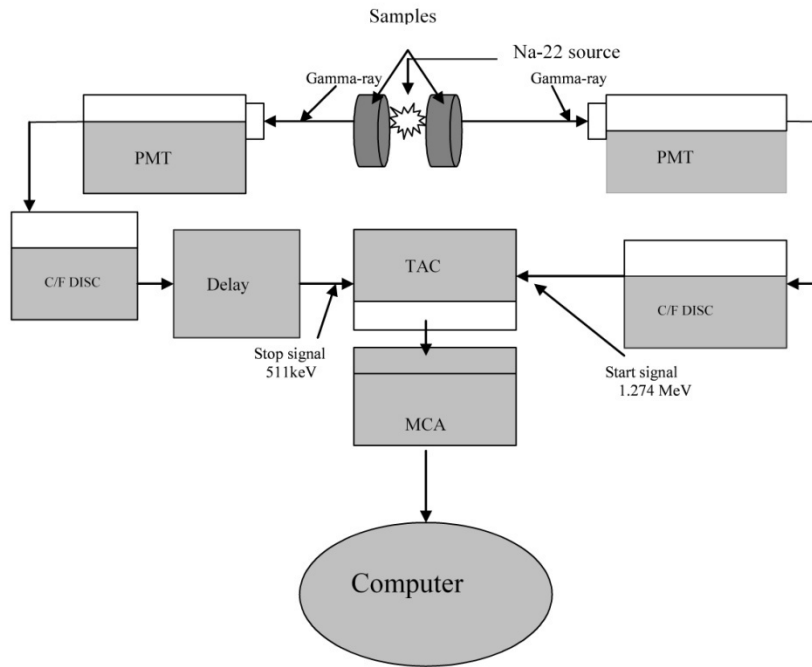 Samples
Na-22 source
Gamma-ray
Gamma-ray
PMT
PMT
C/F DISC
Delay
TAC
C/F DISC
Stop signal
511keV
Start signal
1.274 MeV
MCA
Computer